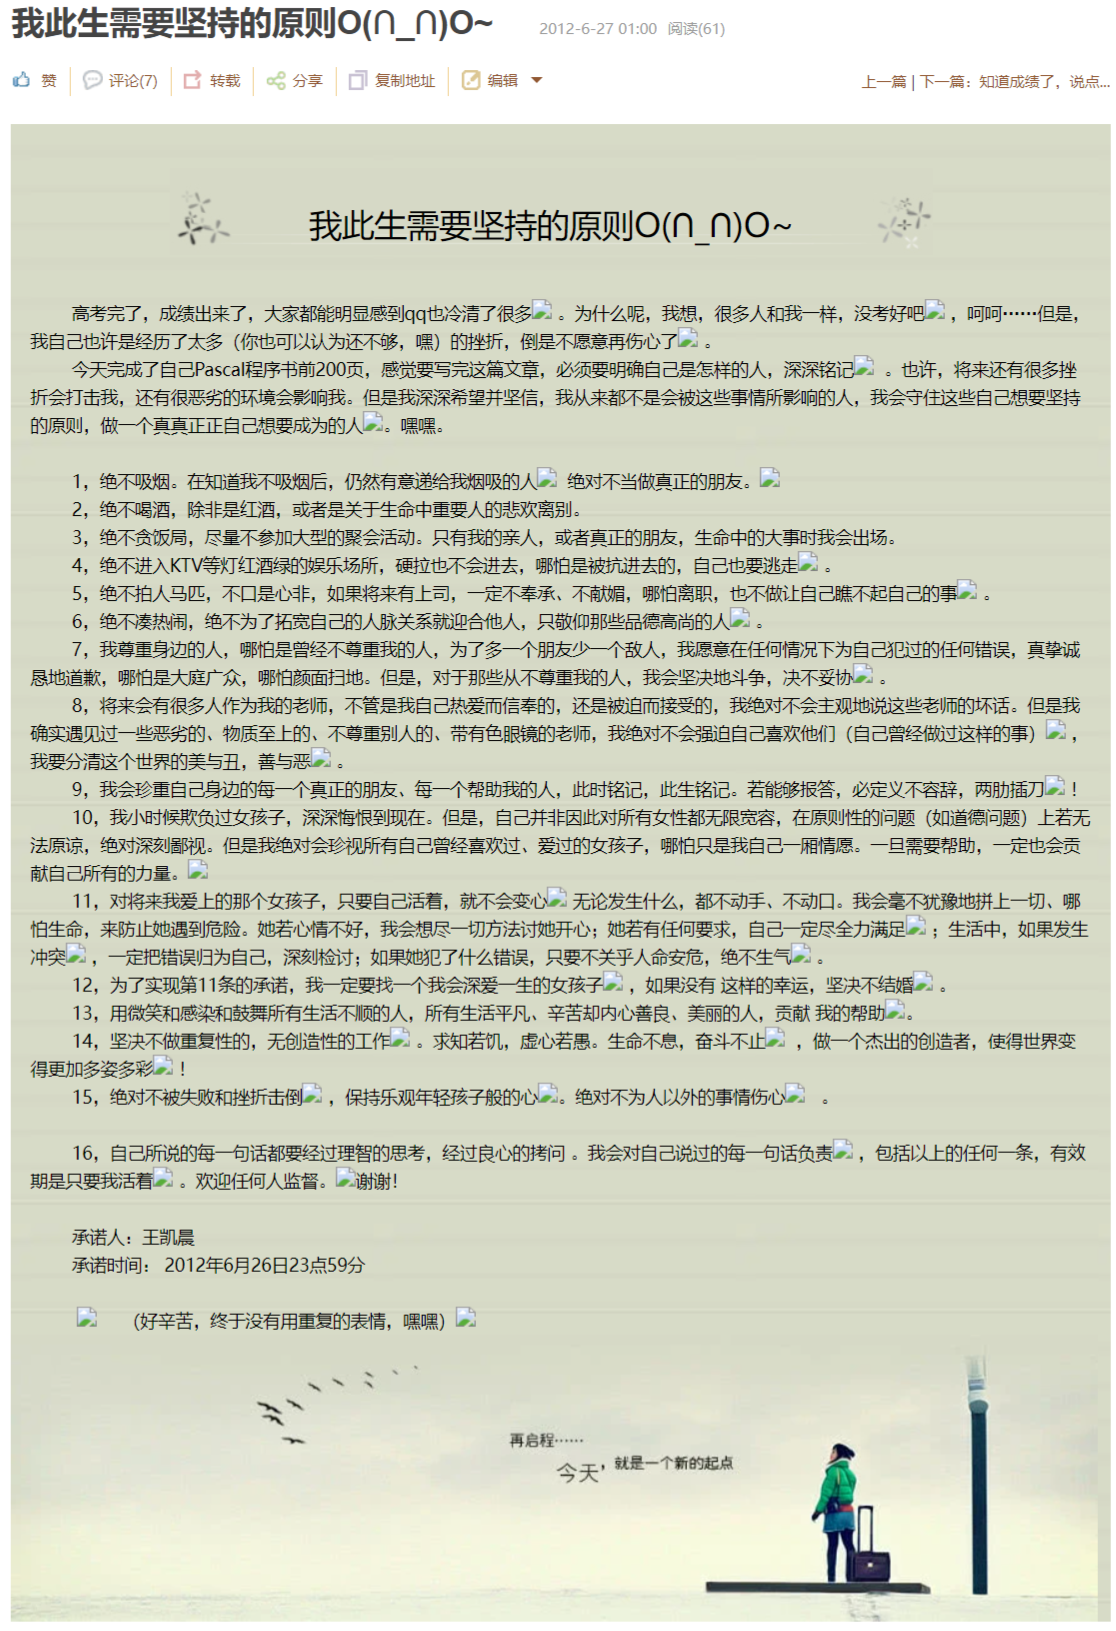 我此生需要坚持的原则O(∩_∩)O~ 2012-6-27 01:00 阅读(61)
赞 评论(7) 转载 分享 复制地址 编辑 上一篇 | 下一篇：知道成绩了，说点...
我此生需要坚持的原则O(∩_∩)O~
高考完了，成绩出来了，大家都能明显感到qq也冷清了很多 。为什么呢，我想，很多人和我一样，没考好吧 ，呵呵……但是，
我自己也许是经历了太多（你也可以认为还不够，嘿）的挫折，倒是不愿意再伤心了 。
今天完成了自己Pascal程序书前200页，感觉要写完这篇文章，必须要明确自己是怎样的人，深深铭记 。也许，将来还有很多挫
折会打击我，还有很恶劣的环境会影响我。但是我深深希望并坚信，我从来都不是会被这些事情所影响的人，我会守住这些自己想要坚持
的原则，做一个真真正正自己想要成为的人 。嘿嘿。
1，绝不吸烟。在知道我不吸烟后，仍然有意递给我烟吸的人 绝对不当做真正的朋友。
2，绝不喝酒，除非是红酒，或者是关于生命中重要人的悲欢离别。
3，绝不贪饭局，尽量不参加大型的聚会活动。只有我的亲人，或者真正的朋友，生命中的大事时我会出场。
4，绝不进入KTV等灯红酒绿的娱乐场所，硬拉也不会进去，哪怕是被抗进去的，自己也要逃走 。
5，绝不拍人马匹，不口是心非，如果将来有上司，一定不奉承、不献媚，哪怕离职，也不做让自己瞧不起自己的事 。
6，绝不凑热闹，绝不为了拓宽自己的人脉关系就迎合他人，只敬仰那些品德高尚的人 。
7，我尊重身边的人，哪怕是曾经不尊重我的人，为了多一个朋友少一个敌人，我愿意在任何情况下为自己犯过的任何错误，真挚诚
恳地道歉，哪怕是大庭广众，哪怕颜面扫地。但是，对于那些从不尊重我的人，我会坚决地斗争，决不妥协 。
8，将来会有很多人作为我的老师，不管是我自己热爱而信奉的，还是被迫而接受的，我绝对不会主观地说这些老师的坏话。但是我
确实遇见过一些恶劣的、物质至上的、不尊重别人的、带有色眼镜的老师，我绝对不会强迫自己喜欢他们（自己曾经做过这样的事） ，
我要分清这个世界的美与丑，善与恶 。
9，我会珍重自己身边的每一个真正的朋友、每一个帮助我的人，此时铭记，此生铭记。若能够报答，必定义不容辞，两肋插刀 ！
10，我小时候欺负过女孩子，深深悔恨到现在。但是，自己并非因此对所有女性都无限宽容，在原则性的问题（如道德问题）上若无
法原谅，绝对深刻鄙视。但是我绝对会珍视所有自己曾经喜欢过、爱过的女孩子，哪怕只是我自己一厢情愿。一旦需要帮助，一定也会贡
献自己所有的力量。
11，对将来我爱上的那个女孩子，只要自己活着，就不会变心 无论发生什么，都不动手、不动口。我会毫不犹豫地拼上一切、哪
怕生命，来防止她遇到危险。她若心情不好，我会想尽一切方法讨她开心；她若有任何要求，自己一定尽全力满足 ；生活中，如果发生
冲突 ，一定把错误归为自己，深刻检讨；如果她犯了什么错误，只要不关乎人命安危，绝不生气 。
12，为了实现第11条的承诺，我一定要找一个我会深爱一生的女孩子 ，如果没有 这样的幸运，坚决不结婚 。
13，用微笑和感染和鼓舞所有生活不顺的人，所有生活平凡、辛苦却内心善良、美丽的人，贡献 我的帮助 。
14，坚决不做重复性的，无创造性的工作 。求知若饥，虚心若愚。生命不息，奋斗不止 ，做一个杰出的创造者，使得世界变
得更加多姿多彩 ！
15，绝对不被失败和挫折击倒 ，保持乐观年轻孩子般的心 。绝对不为人以外的事情伤心 。
16，自己所说的每一句话都要经过理智的思考，经过良心的拷问 。我会对自己说过的每一句话负责 ，包括以上的任何一条，有效
期是只要我活着 。欢迎任何人监督。 谢谢！
承诺人：王凯晨
承诺时间： 2012年6月26日23点59分
（好辛苦，终于没有用重复的表情，嘿嘿）
再启程……
今天，就是一个新的起点